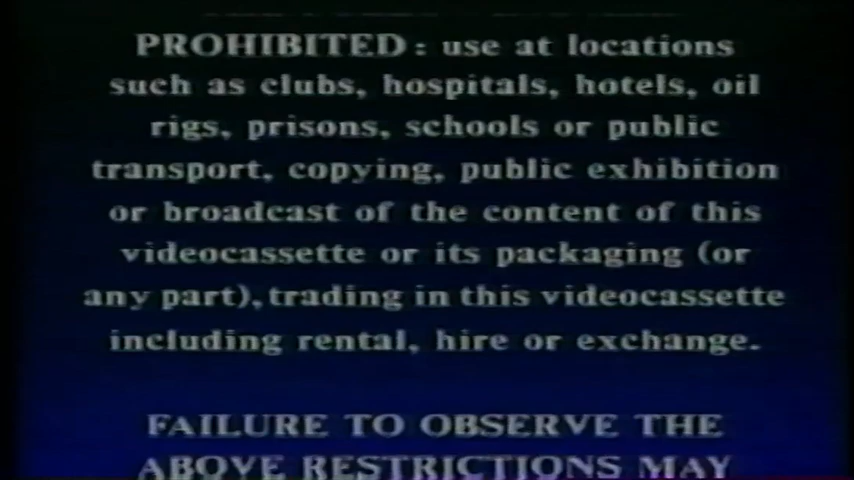 PROHIBITED : use at locations
such as clubs, hospitals, hotels, oil
rigs, prisons, schools or public
transport, copying, public exhibition
or broadcast of the content of this
videocassette or its packaging (or
any part), trading in this videocassette
including rental, hire or exchange.
FAILURE TO OBSERVE THE
ABOVE RESTRICTIONS MAY